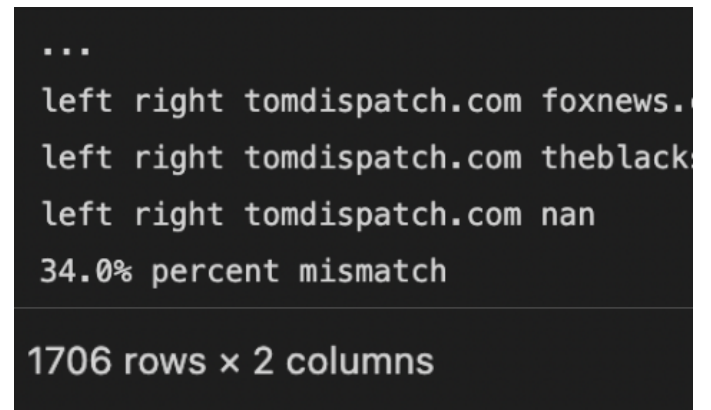 ...
left right tomdispatch.com foxnews.
left right tomdispatch.com theblack
left right tomdispatch.com nan
34.0% percent mismatch
1706 rows × 2 columns